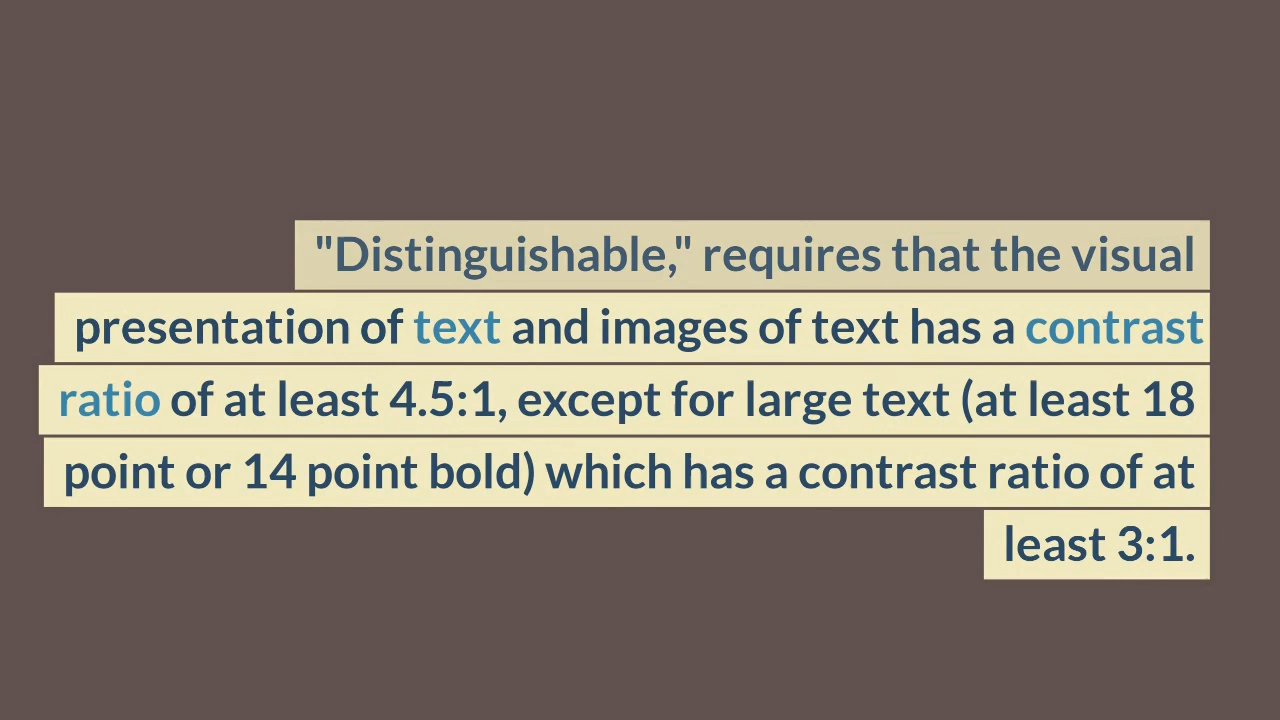 "Distinguishable," requires that the visual
presentation of text and images of text has a contrast
ratio of at least 4.5:1, except for large text (at least 18
point or 14 point bold) which has a contrast ratio of at
least 3:1.